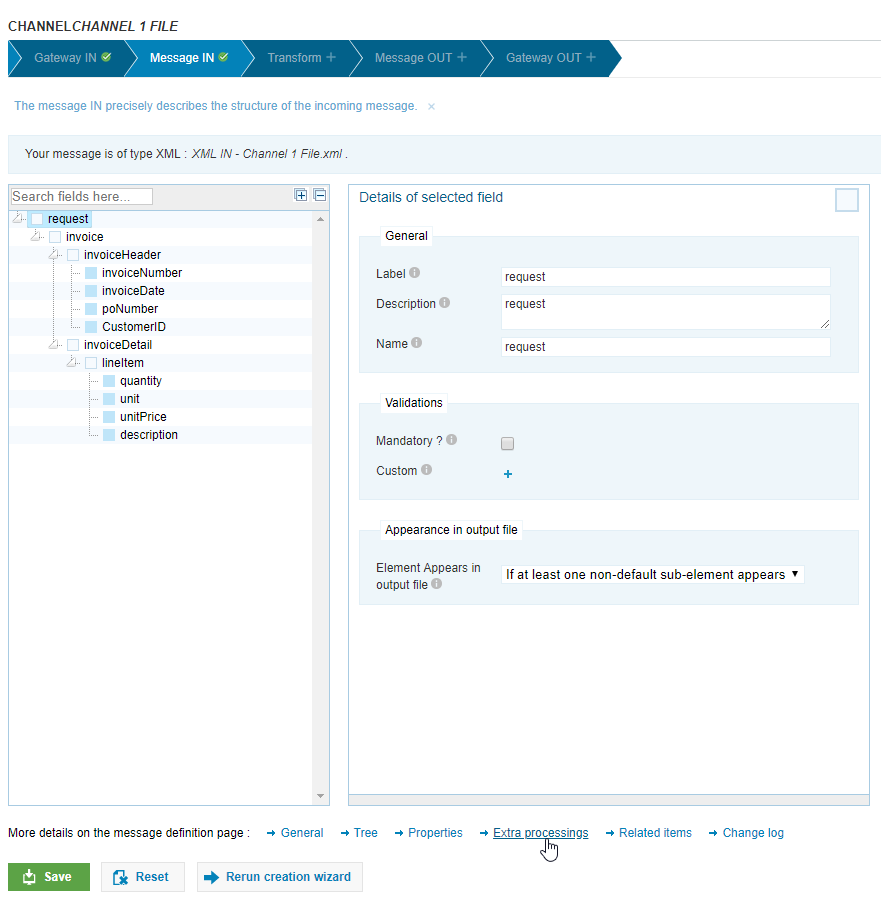 CHANNELCHANNEL 1 FILE
Gateway IN Message IN Transform + Message OUT + Gateway OUT +
The message IN precisely describes the structure of the incoming message. ×
Your message is of type XML : XML IN - Channel 1 File.xml .
Search fields here...
request
invoice
invoiceHeader
invoiceNumber
invoiceDate
poNumber
CustomerID
invoiceDetail
lineItem
quantity
unit
unitPrice
description
Details of selected field
General
Label request
Description request
Name request
Validations
Mandatory ?
Custom +
Appearance in output file
Element Appears in
output file
If at least one non-default sub-element appears
More details on the message definition page : General Tree Properties Extra processings Related items Change log
Save Reset Rerun creation wizard